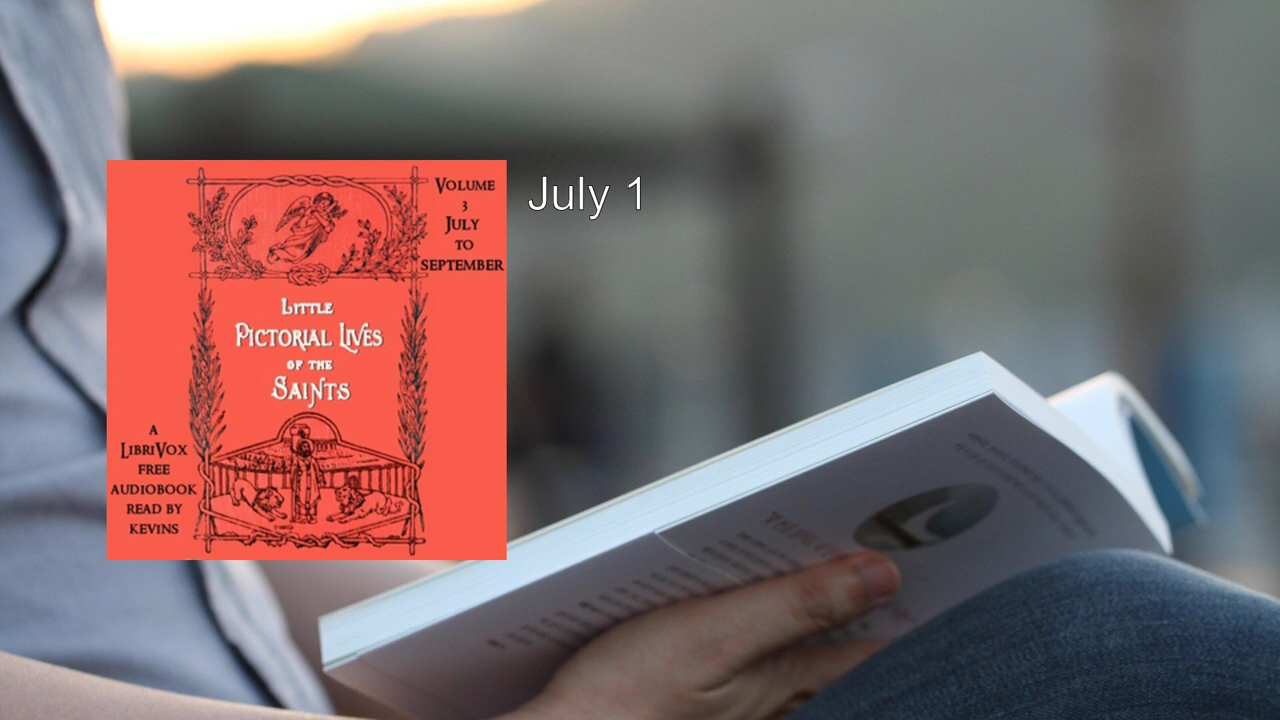 VOLUME
3
JULY
TO
SEPTEMBER
LITTLE
PICTORIAL LIVES
OF THE
SAINTS
A
LIBRIVOX
FREE
AUDIOBOOK
READ BY
KEVINS
July 1